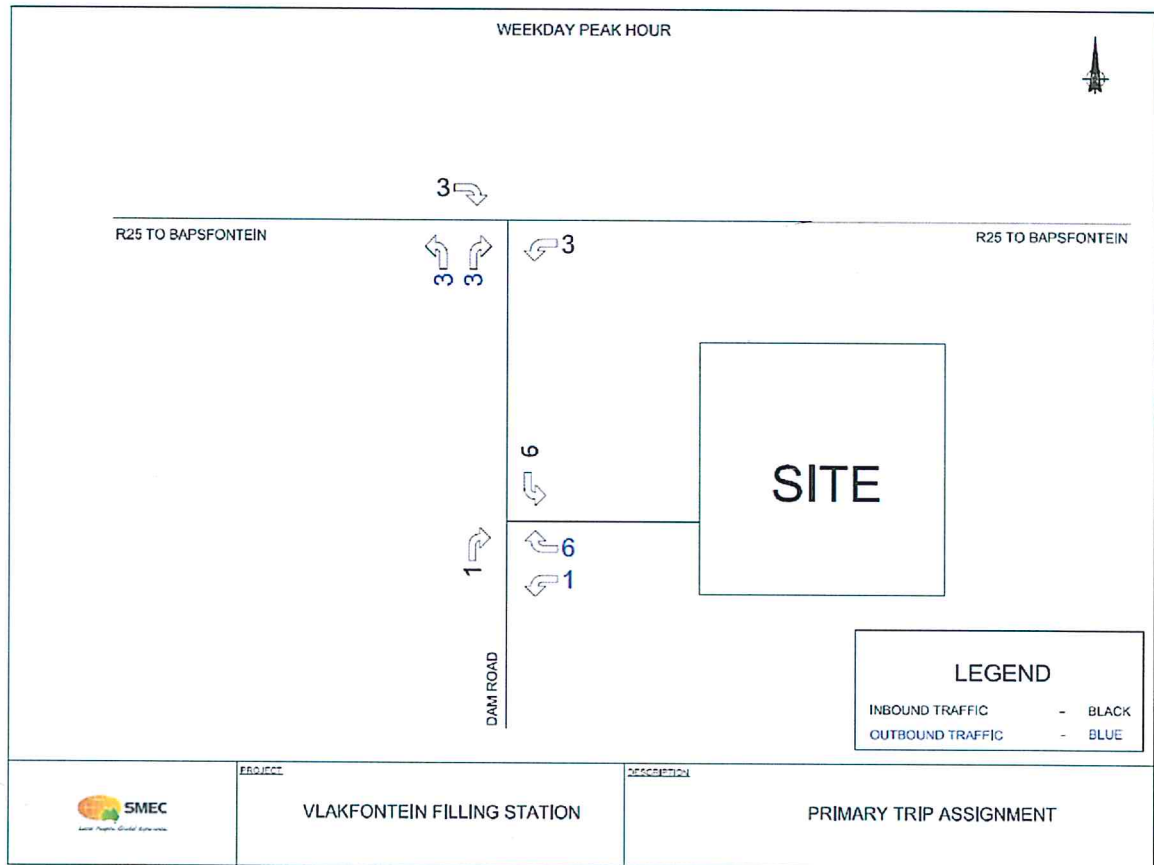 WEEKDAY PEAK HOUR
3
R25 TO BAPSFONTEIN
R25 TO BAPSFONTEIN
3
3
3
6
SITE
1
6
1
DAM ROAD
LEGEND
INBOUND TRAFFIC - BLACK
OUTBOUND TRAFFIC - BLUE
PROJECT
DESCRIPTION
SMEC
VLAKFONTEIN FILLING STATION
PRIMARY TRIP ASSIGNMENT